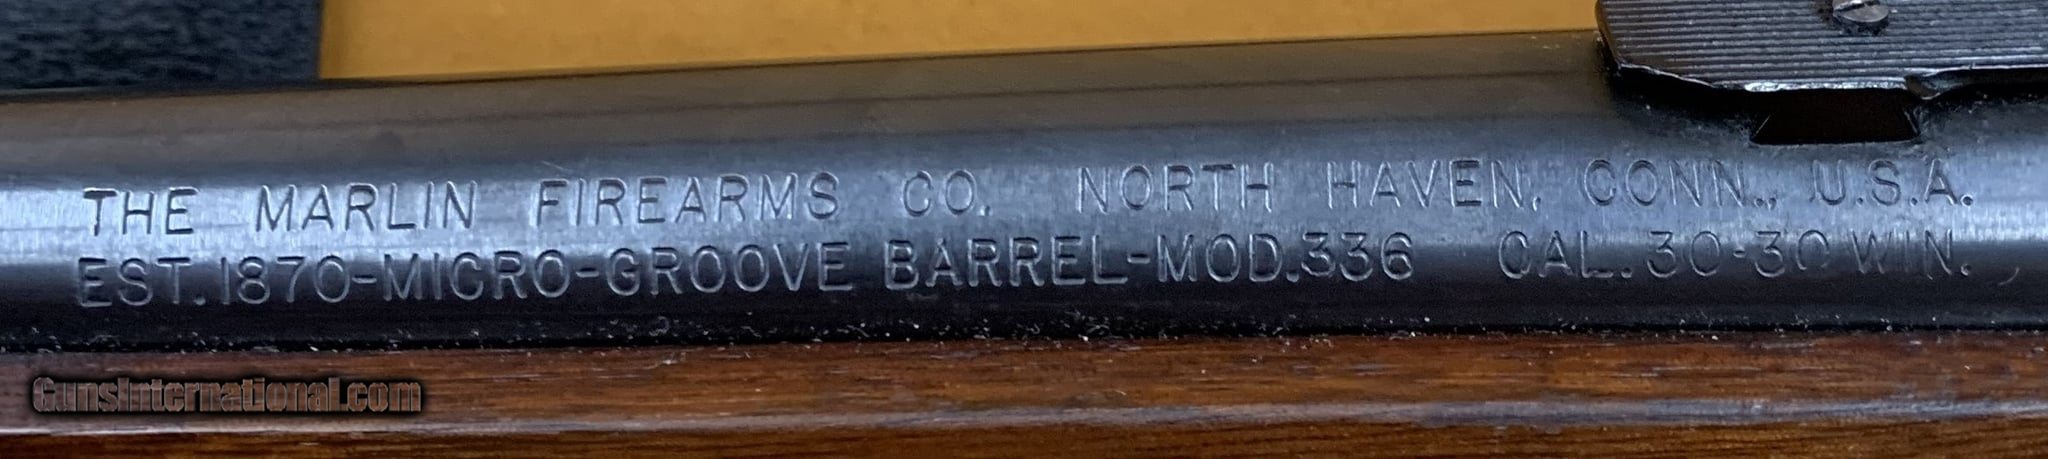 THE MARLIN FIREARMS CO. NORTH HAVEN, CONN., U.S.A.
EST. 1870-MICRO-GROOVE BARREL-MOD.336 CAL. 30-30 WIN.
GunsInternational.com